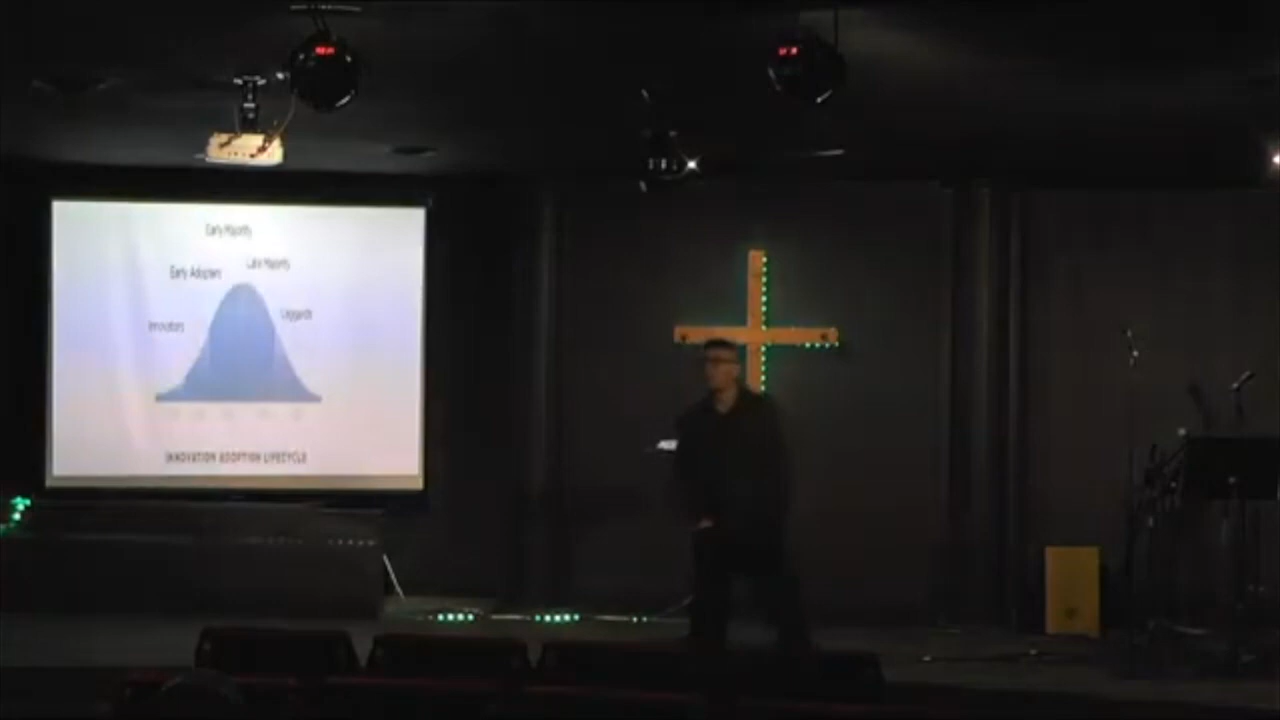 Early Majority
Late Majority
Early Adopters
Laggards
Innovators
INNOVATION ADOPTION LIFECYCLE